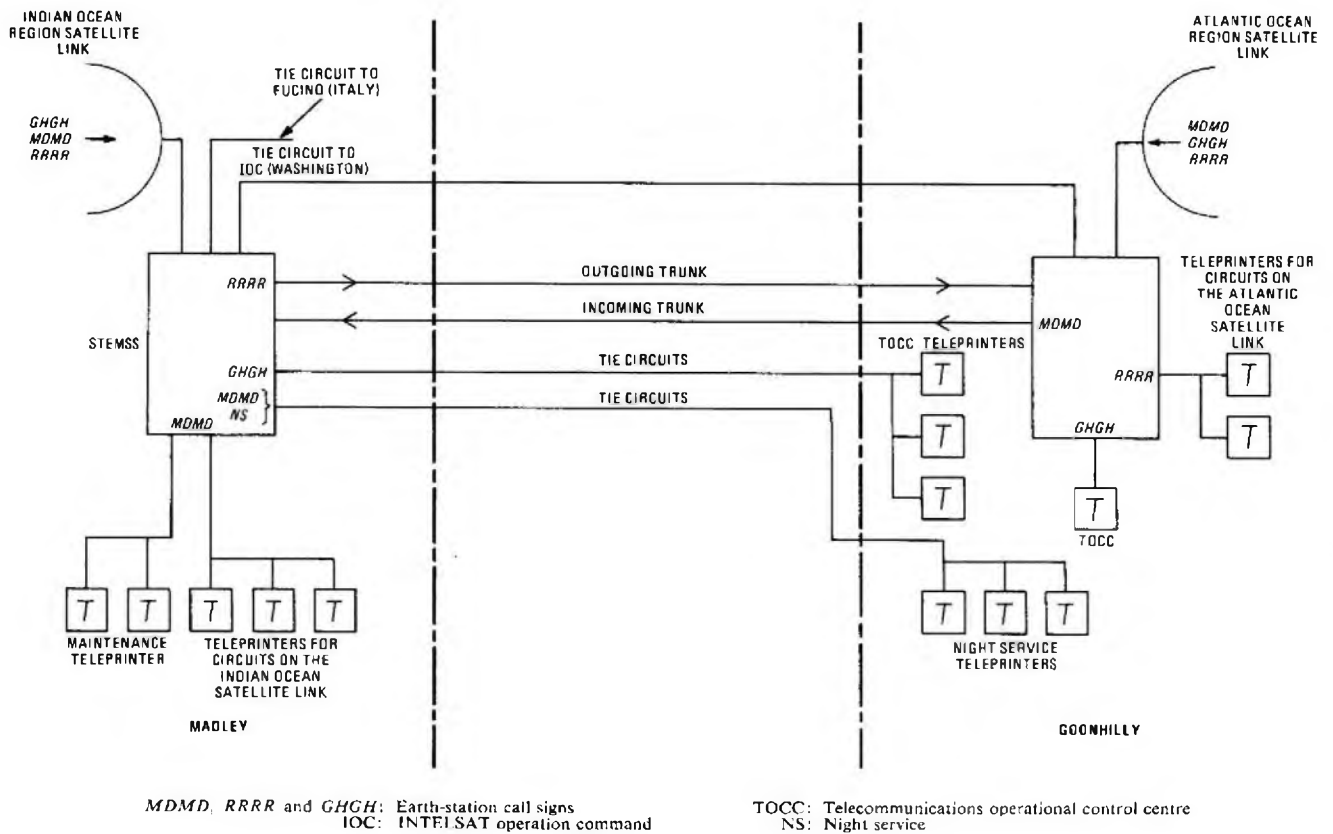 INDIAN OCEAN
REGION SATELLITE
LINK
GHGH
MDMD
RRRR
TIE CIRCUIT TO
FUCINO (ITALY)
TIE CIRCUIT TO
IOC (WASHINGTON)
ATLANTIC OCEAN
REGION SATELLITE
LINK
MDMD
GHGH
RRRR
STEMSS
RRRR
GHGH
MDMD
NS
MDMD
OUTGOING TRUNK
INCOMING TRUNK
TIE CIRCUITS
TIE CIRCUITS
TOCC TELEPRINTERS
T
T
T
MDMD
RRRR
GHGH
TELEPRINTERS FOR
CIRCUITS ON
THE ATLANTIC
OCEAN
SATELLITE
LINK
T
T
T
TOCC
T T T T T
MAINTENANCE
TELEPRINTER
TELEPRINTERS FOR
CIRCUITS ON THE
INDIAN OCEAN
SATELLITE LINK
T T T
NIGHT SERVICE
TELEPRINTERS
MADLEY
GOONHILLY
MDMD, RRRR and GHGH: Earth-station call signs
IOC: INTELSAT operation command
TOCC: Telecommunications operational control centre
NS: Night service